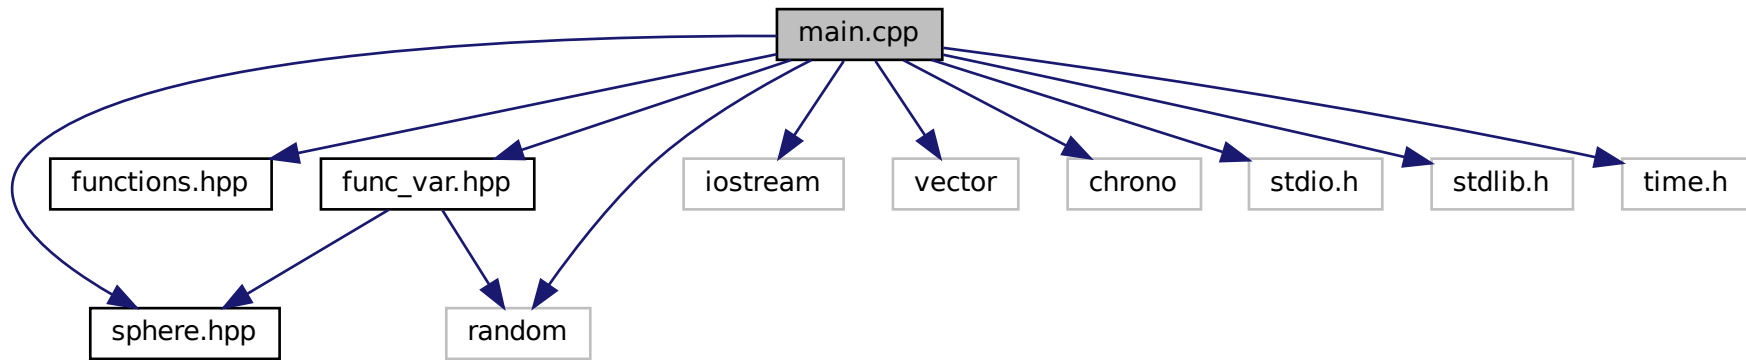 main.cpp
functions.hpp
func_var.hpp
iostream
vector
chrono
stdio.h
stdlib.h
time.h
sphere.hpp
random